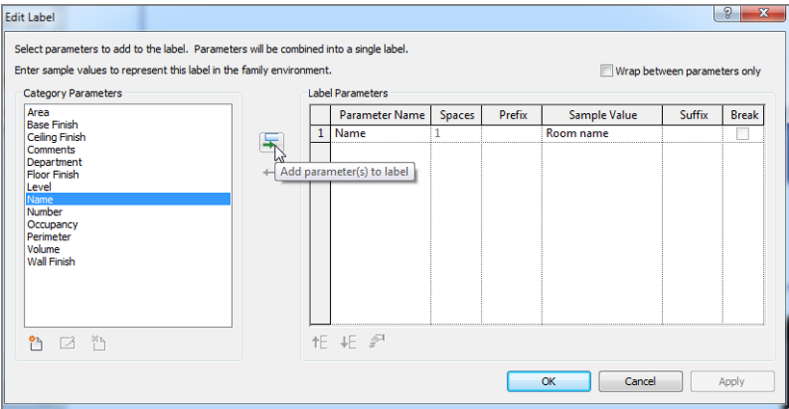 Edit Label
Select parameters to add to the label. Parameters will be combined into a single label.
Enter sample values to represent this label in the family environment.
Wrap between parameters only
Category Parameters
Label Parameters
Area
Base Finish
Ceiling Finish
Comments
Department
Floor Finish
Level
Name
Number
Occupancy
Perimeter
Volume
Wall Finish
Parameter Name Spaces Prefix Sample Value Suffix Break
1 Name 1 Room name
Add parameter(s) to label
OK Cancel Apply